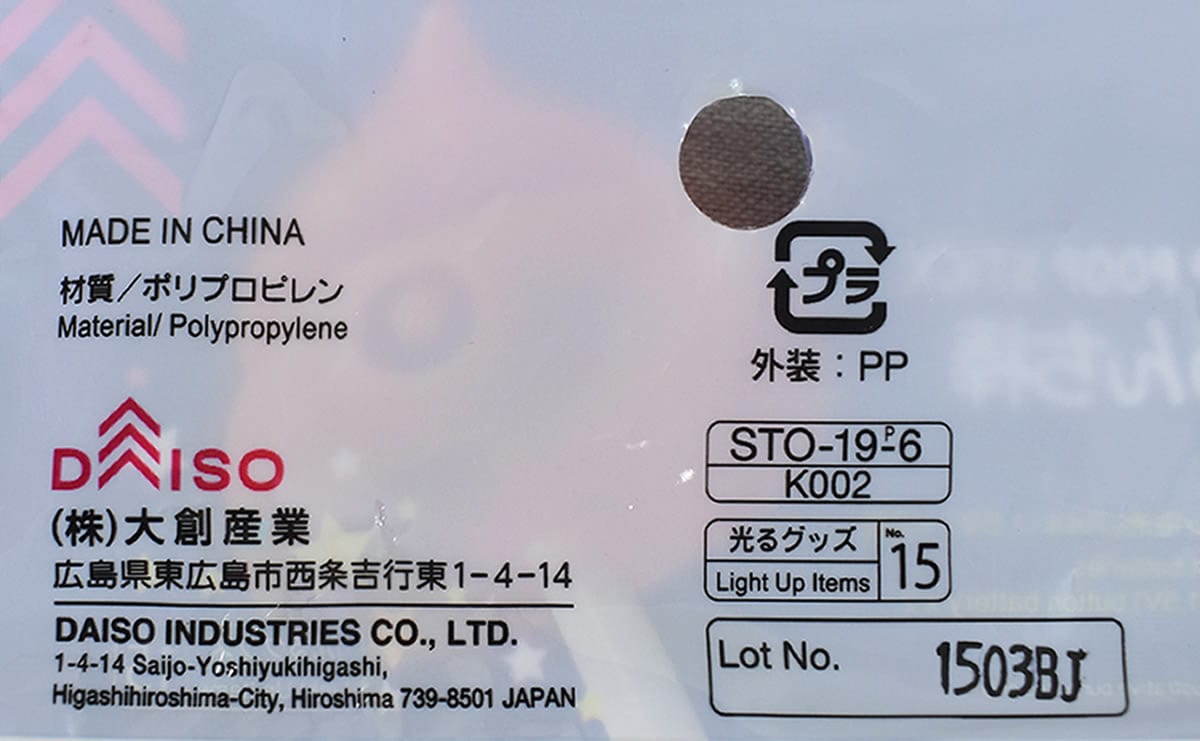 MADE IN CHINA
材質／ポリプロピレン
Material/ Polypropylene
DAISO
(株)大創産業
広島県東広島市西条吉行東1-4-14
DAISO INDUSTRIES CO., LTD.
1-4-14 Saijo-Yoshiyukihigashi,
Higashihiroshima-City, Hiroshima 739-8501 JAPAN
プラ
外装：PP
STO-19-P6
K002
光るグッズ
Light Up Items
No.
15
Lot No. 1503BJ